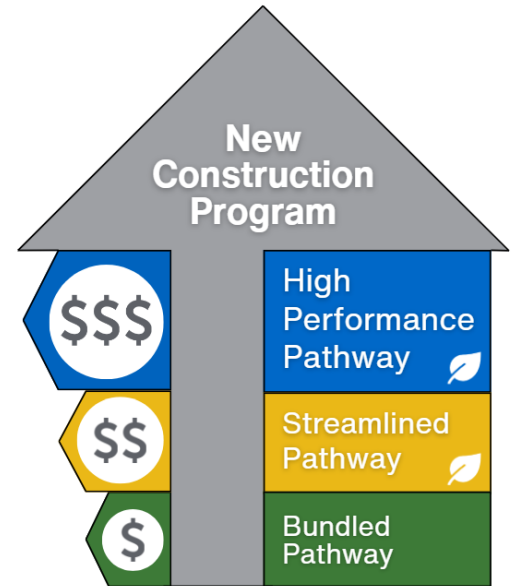 New
Construction
Program
$$$
High
Performance
Pathway
$$
Streamlined
Pathway
$
Bundled
Pathway